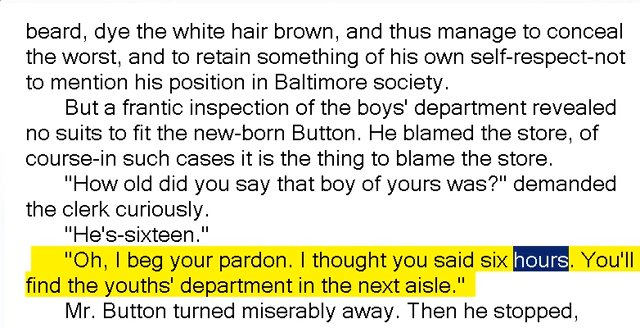 beard, dye the white hair brown, and thus manage to conceal
the worst, and to retain something of his own self-respect-not
to mention his position in Baltimore society.
But a frantic inspection of the boys' department revealed
no suits to fit the new-born Button. He blamed the store, of
course-in such cases it is the thing to blame the store.
"How old did you say that boy of yours was?" demanded
the clerk curiously.
"He's-sixteen."
"Oh, I beg your pardon. I thought you said six hours. You'll
find the youths' department in the next aisle."
Mr. Button turned miserably away. Then he stopped,